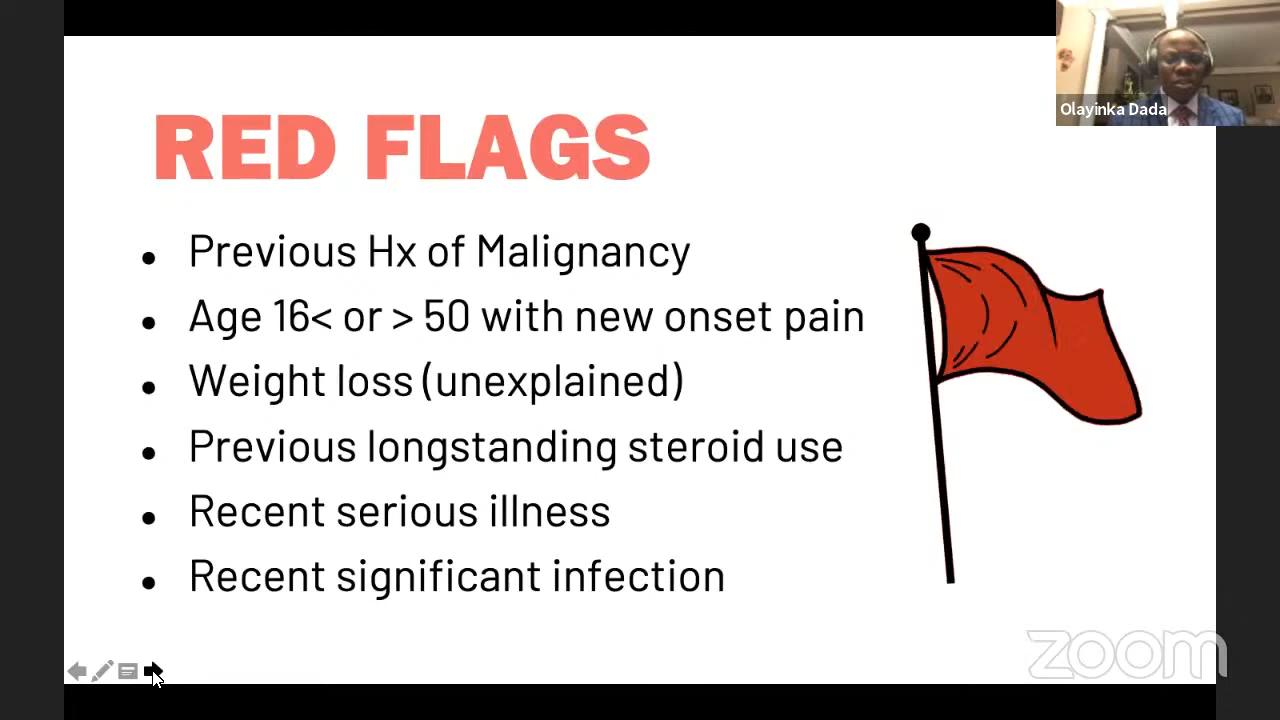 Olayinka Dada
RED FLAGS
• Previous Hx of Malignancy
• Age 16< or > 50 with new onset pain
• Weight loss (unexplained)
• Previous longstanding steroid use
• Recent serious illness
• Recent significant infection
zoom